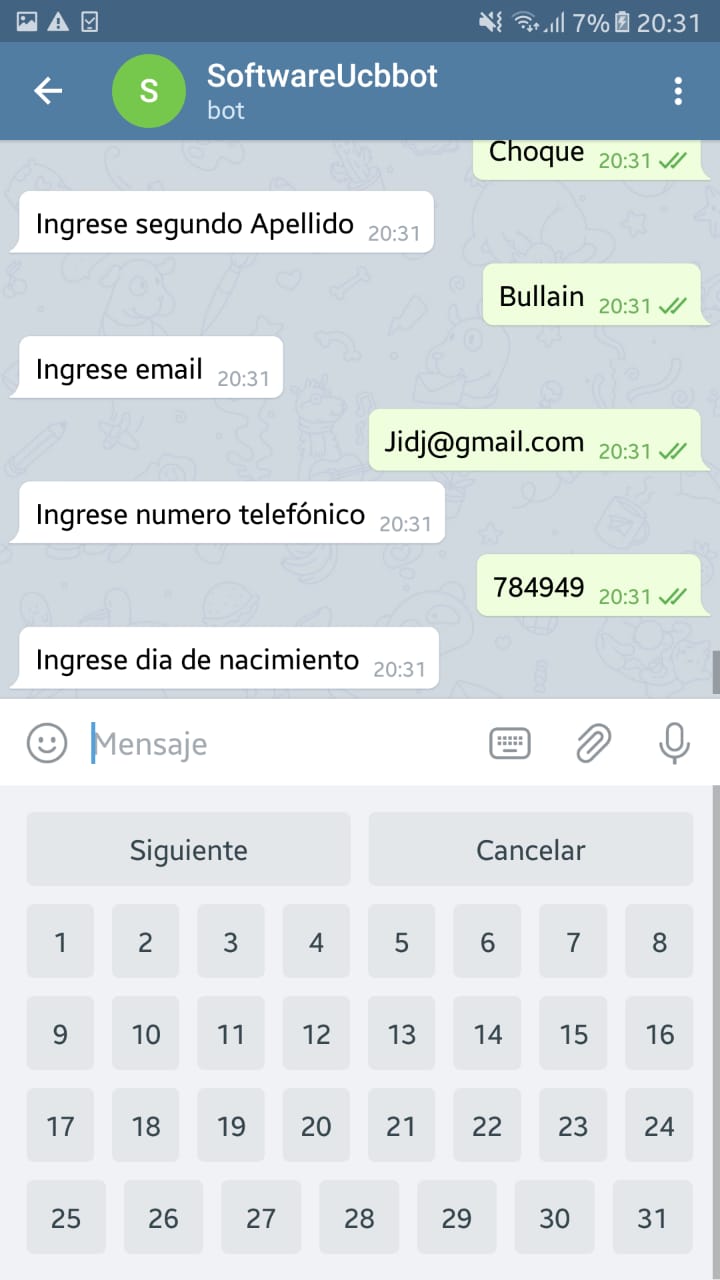 7% 20:31
S SoftwareUcbbot
bot
Choque 20:31
Ingrese segundo Apellido 20:31
Bullain 20:31
Ingrese email 20:31
Jidj@gmail.com 20:31
Ingrese numero telefónico 20:31
784949 20:31
Ingrese dia de nacimiento 20:31
Mensaje
Siguiente Cancelar
1 2 3 4 5 6 7 8
9 10 11 12 13 14 15 16
17 18 19 20 21 22 23 24
25 26 27 28 29 30 31